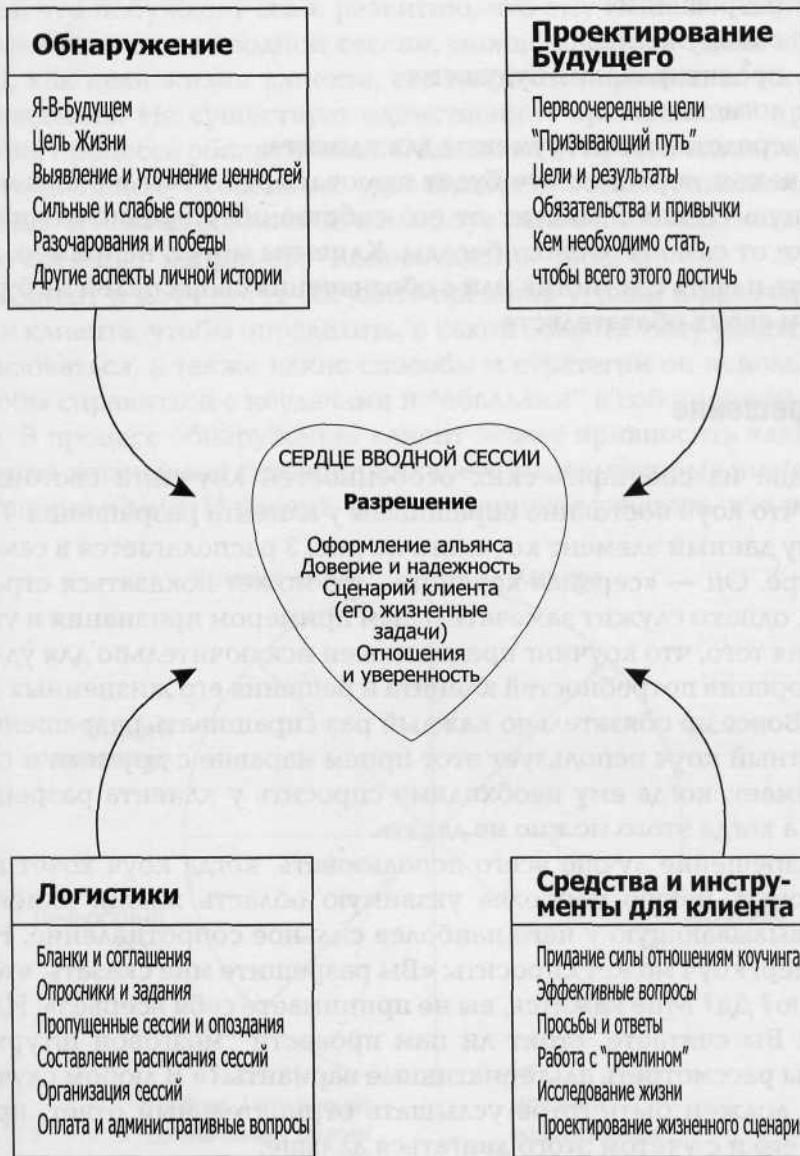 Обнаружение
Я-В-Будущем
Цель Жизни
Выявление и уточнение ценностей
Сильные и слабые стороны
Разочарования и победы
Другие аспекты личной истории
Проектирование
Будущего
Первоочередные цели
"Призывающий путь"
Цели и результаты
Обязательства и привычки
Кем необходимо стать,
чтобы всего этого достичь
СЕРДЦЕ ВВОДНОЙ СЕССИИ
Разрешение
Оформление альянса
Доверие и надежность
Сценарий клиента
(его жизненные
задачи)
Отношения
и уверенность
Логистики
Бланки и соглашения
Опросники и задания
Пропущенные сессии и опоздания
Составление расписания сессий
Организация сессий
Оплата и административные вопросы
Средства и инстру-
менты для клиента
Придание силы отношениям коучинга
Эффективные вопросы
Просьбы и ответы
Работа с "гремлином"
Исследование жизни
Проектирование жизненного сценари